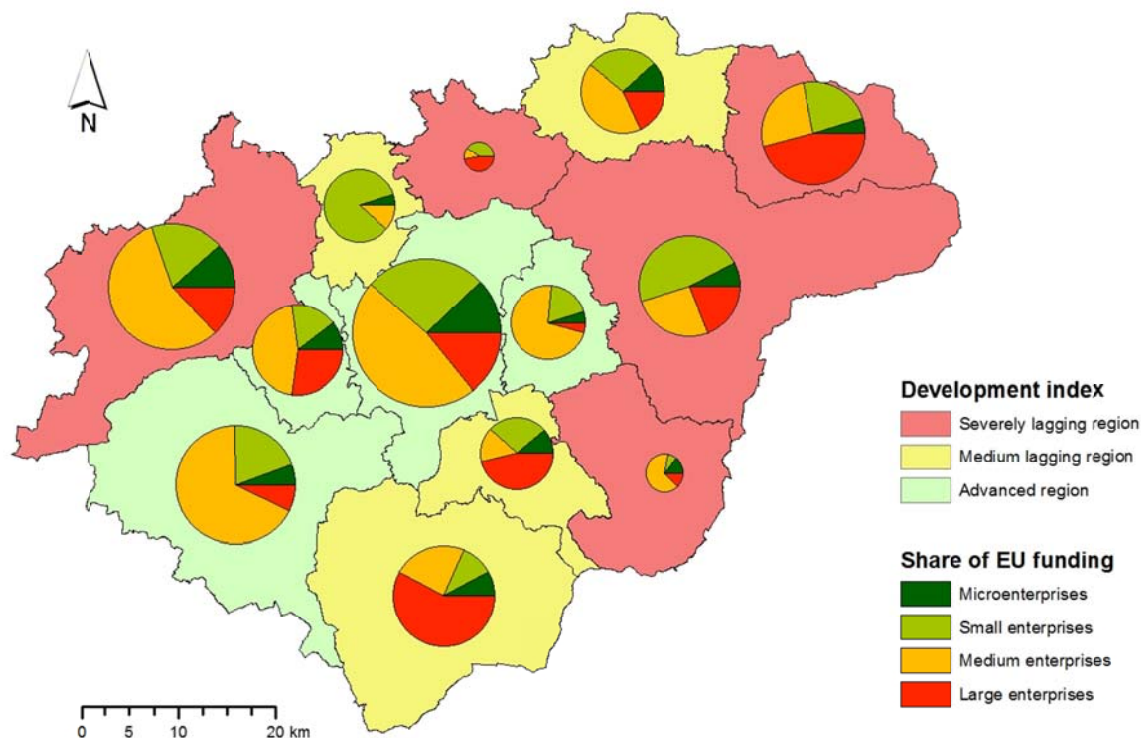 N
Development index
Severely lagging region
Medium lagging region
Advanced region
Share of EU funding
Microenterprises
Small enterprises
Medium enterprises
Large enterprises
0 5 10 20 km